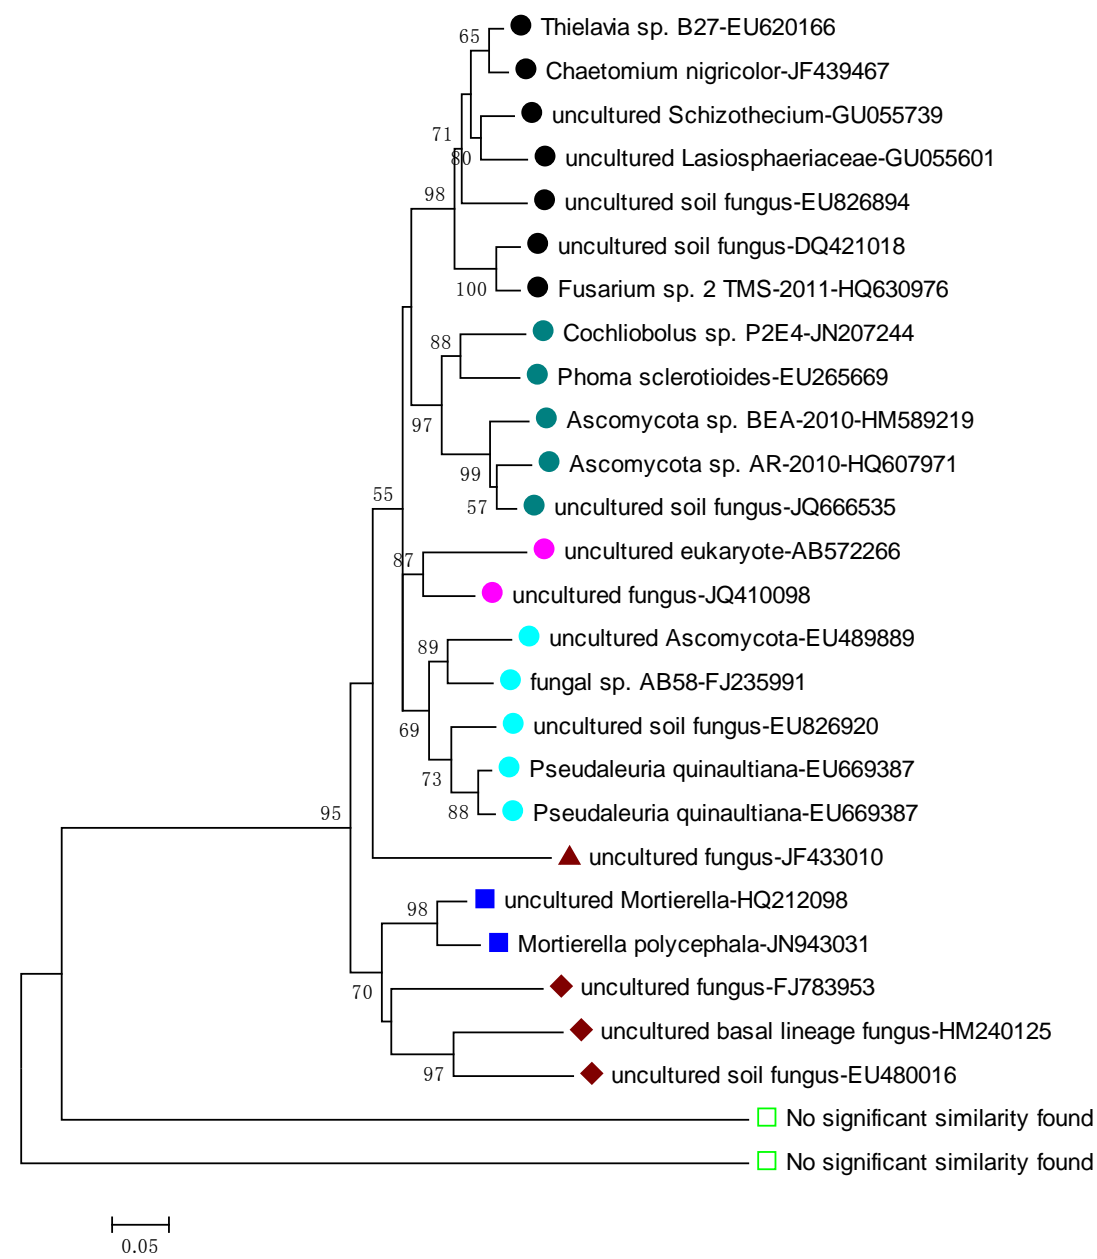 Thielavia sp. B27-EU620166
65
Chaetomium nigricolor-JF439467
uncultured Schizothecium-GU055739
71
80
uncultured Lasiosphaeriaceae-GU055601
98
uncultured soil fungus-EU826894
uncultured soil fungus-DQ421018
100
Fusarium sp. 2 TMS-2011-HQ630976
Cochliobolus sp. P2E4-JN207244
88
Phoma sclerotioides-EU265669
97
Ascomycota sp. BEA-2010-HM589219
99
Ascomycota sp. AR-2010-HQ607971
57
uncultured soil fungus-JQ666535
55
uncultured eukaryote-AB572266
87
uncultured fungus-JQ410098
uncultured Ascomycota-EU489889
89
fungal sp. AB58-FJ235991
69
uncultured soil fungus-EU826920
73
Pseudaleuria quinaultiana-EU669387
88
Pseudaleuria quinaultiana-EU669387
95
uncultured fungus-JF433010
uncultured Mortierella-HQ212098
98
Mortierella polycephala-JN943031
70
uncultured fungus-FJ783953
uncultured basal lineage fungus-HM240125
97
uncultured soil fungus-EU480016
No significant similarity found
No significant similarity found
0.05